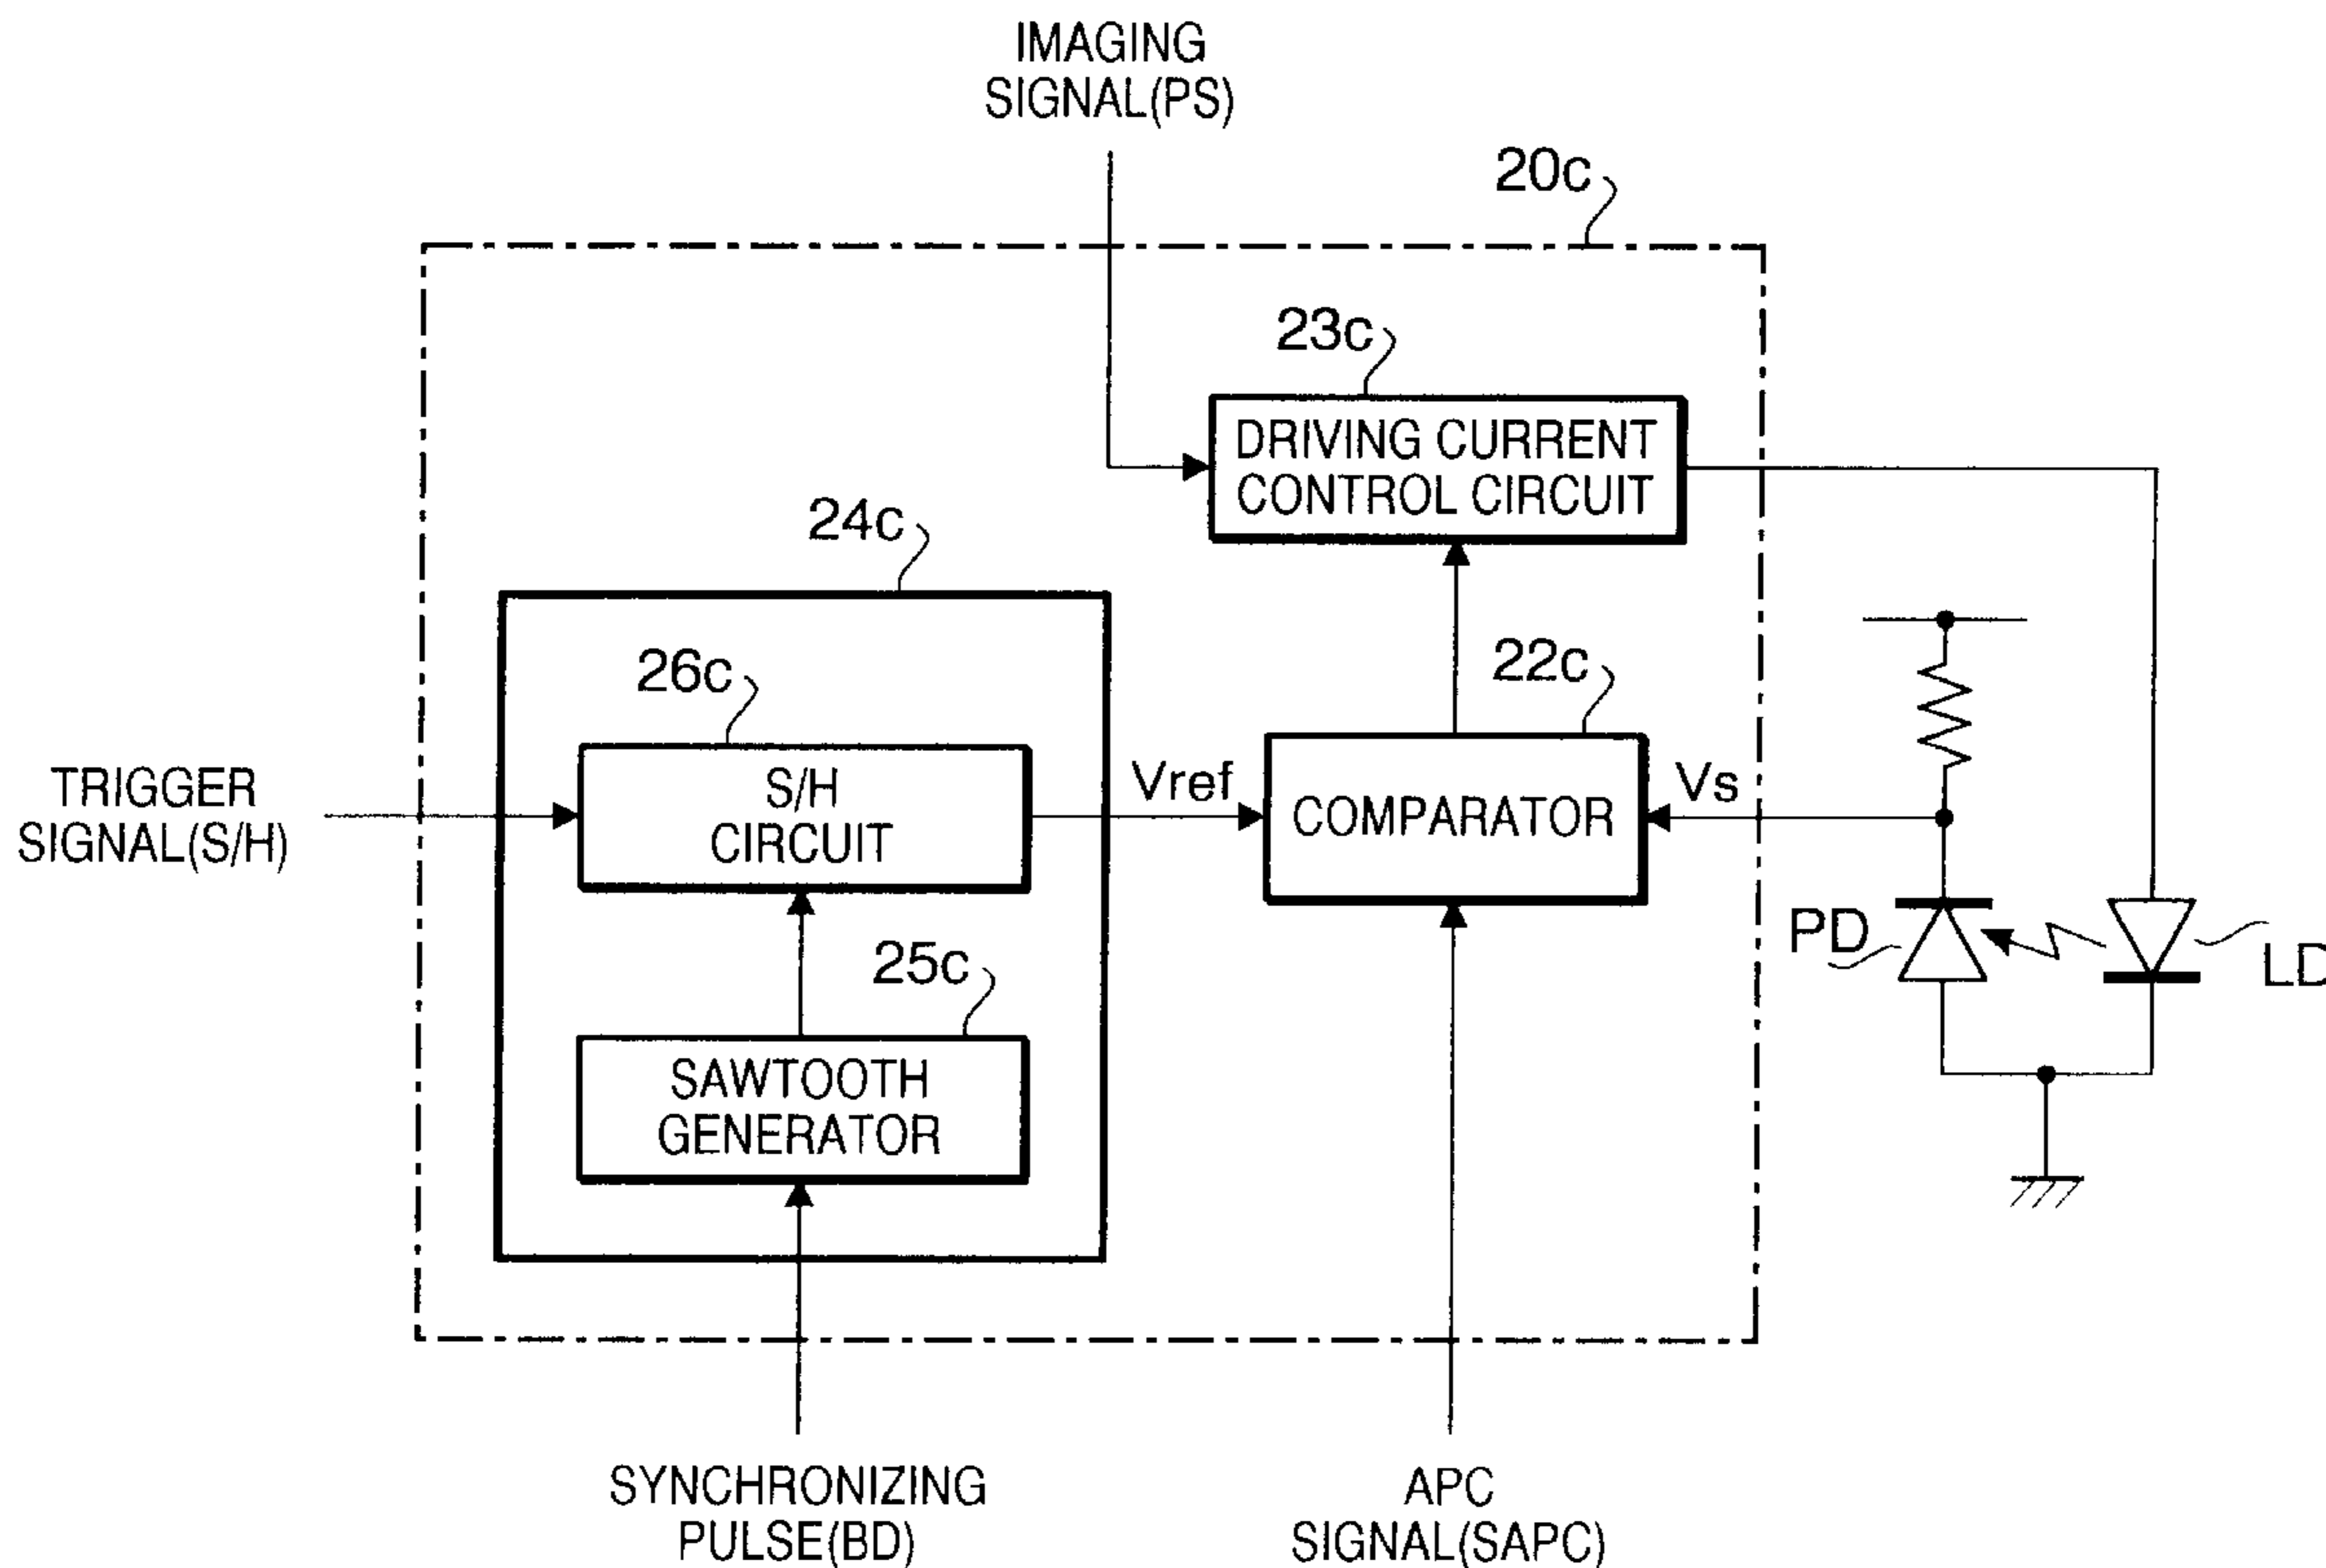 IMAGING
SIGNAL(PS)
20c
23c
DRIVING CURRENT
CONTROL CIRCUIT
24c
22c
26c
TRIGGER
SIGNAL(S/H)
S/H
CIRCUIT
Vref
COMPARATOR
Vs
PD
LD
25c
SAWTOOTH
GENERATOR
SYNCHRONIZING
PULSE(BD)
APC
SIGNAL(SAPC)